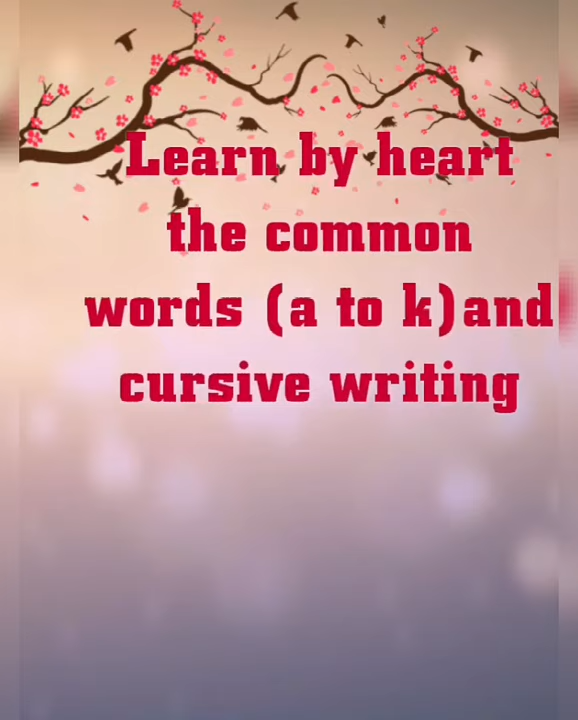 Learn by heart
the common
words (a to k)and
cursive writing